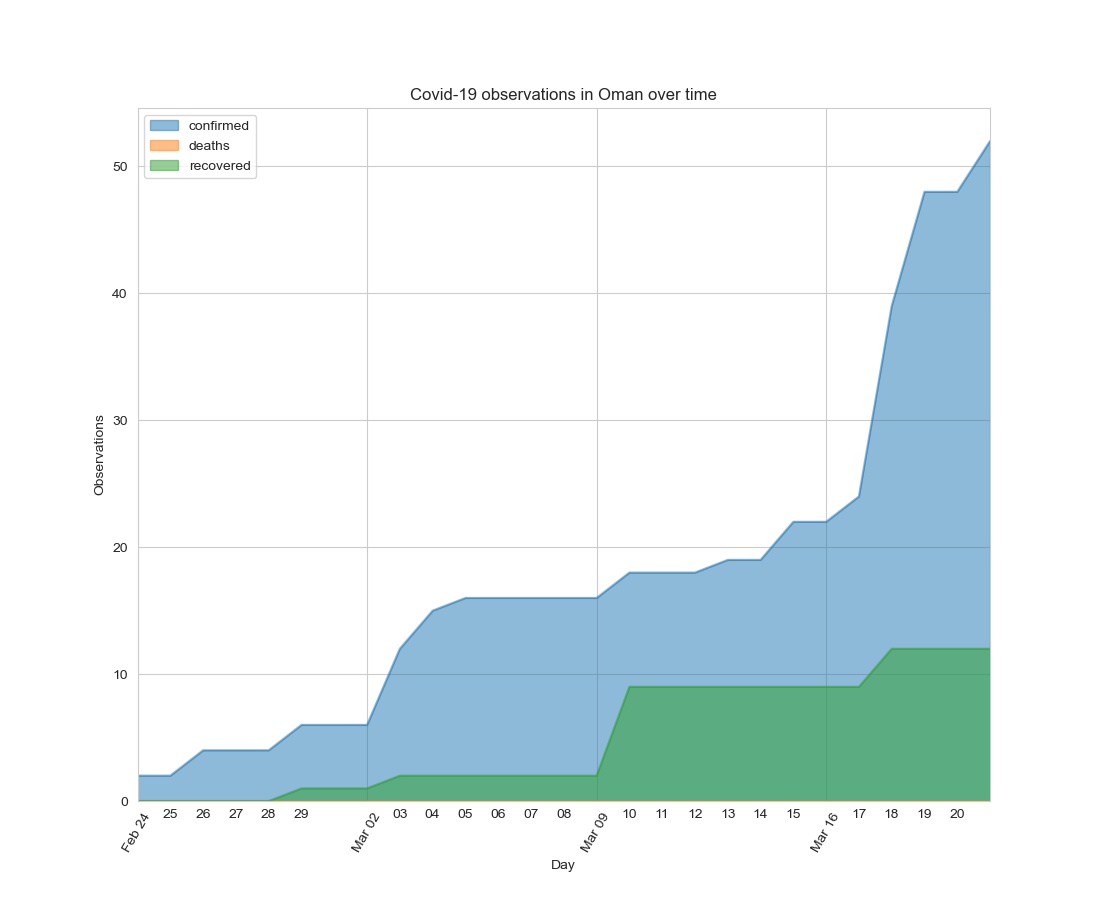 Covid-19 observations in Oman over time
confirmed
deaths
recovered
50
40
30
20
10
0
Observations
Feb 24 25 26 27 28 29 Mar 02 03 04 05 06 07 08 Mar 09 10 11 12 13 14 15 Mar 16 17 18 19 20
Day